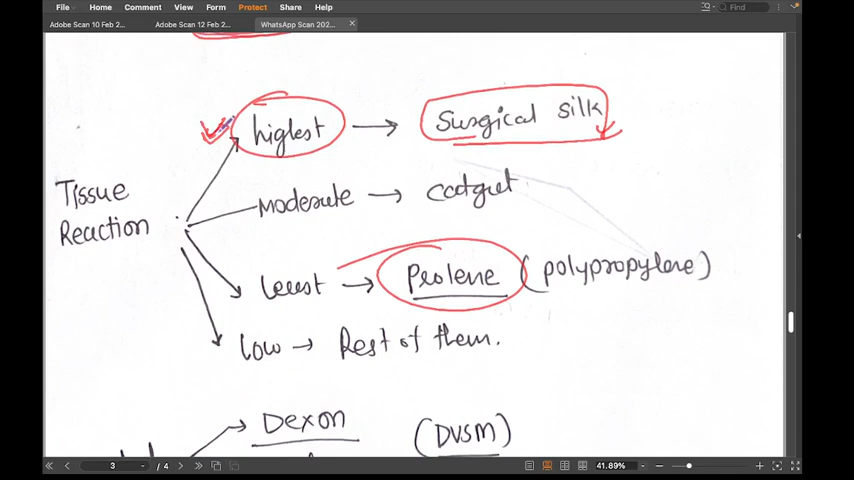 File Home Comment View Form Protect Share Help Find
Adobe Scan 10 Feb 2... Adobe Scan 12 Feb 2... WhatsApp Scan 202...
highest → Surgical silk
Tissue
Reaction
Moderate → catgut
least → Prolene (polypropylene)
low → Rest of them.
Dexon (DVSM)
3 / 4 41.89%